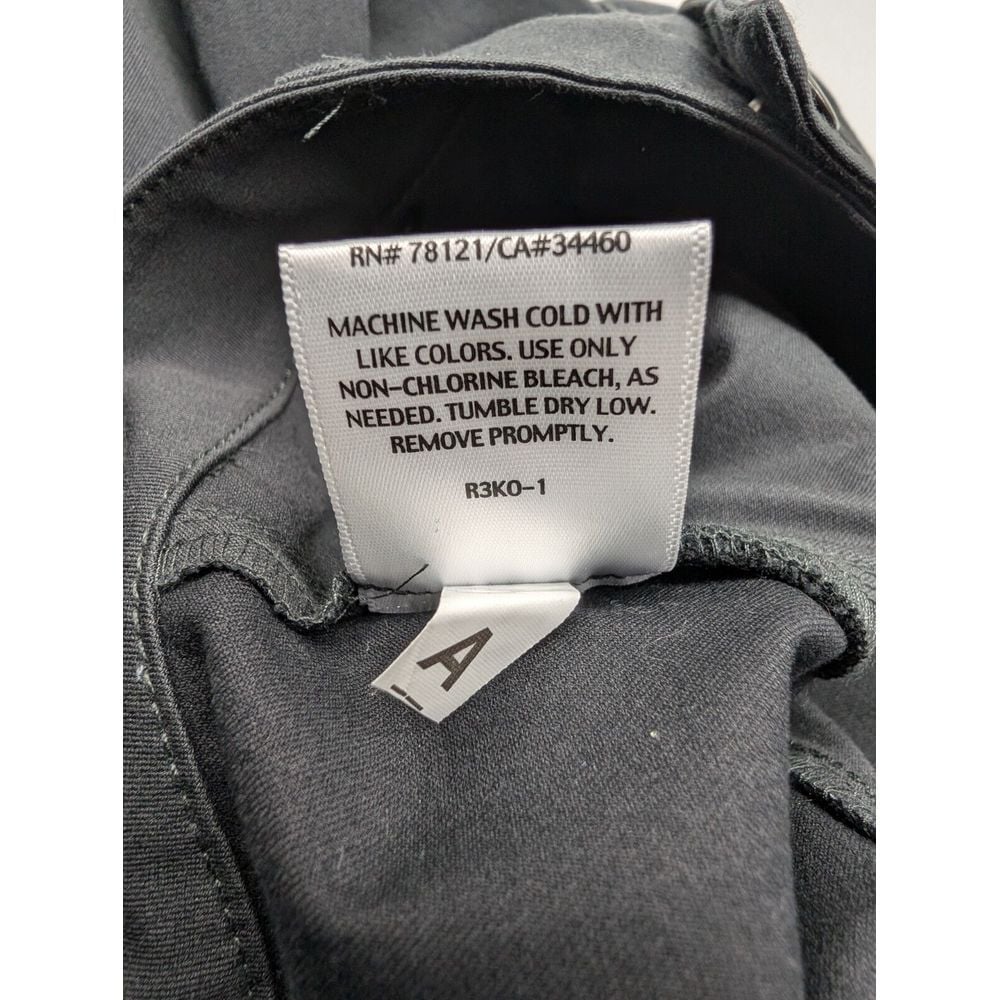 RN# 78121/CA#34460
MACHINE WASH COLD WITH
LIKE COLORS. USE ONLY
NON-CHLORINE BLEACH, AS
NEEDED. TUMBLE DRY LOW.
REMOVE PROMPTLY.
R3KO-1
A